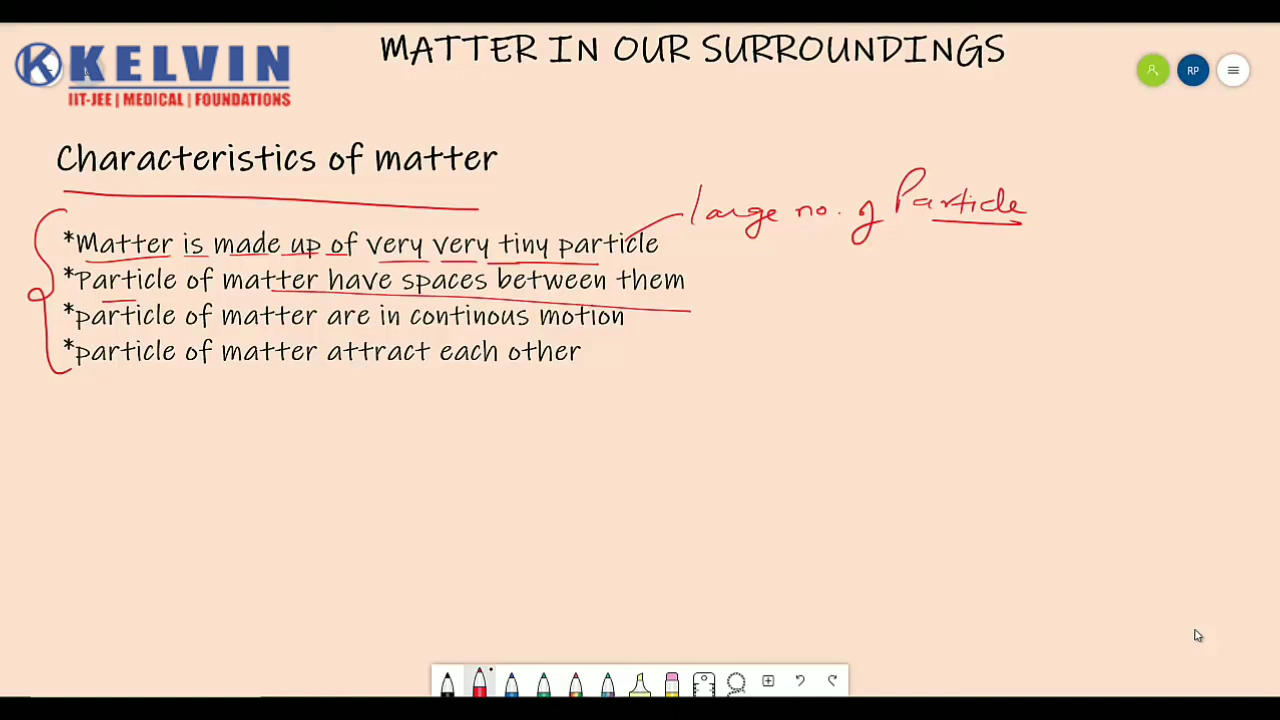 MATTER IN OUR SURROUNDINGS
KELVIN
IIT-JEE | MEDICAL | FOUNDATIONS
RP
Characteristics of matter
large no. of Particle
*Matter is made up of very very tiny particle
*Particle of matter have spaces between them
*particle of matter are in continous motion
*particle of matter attract each other